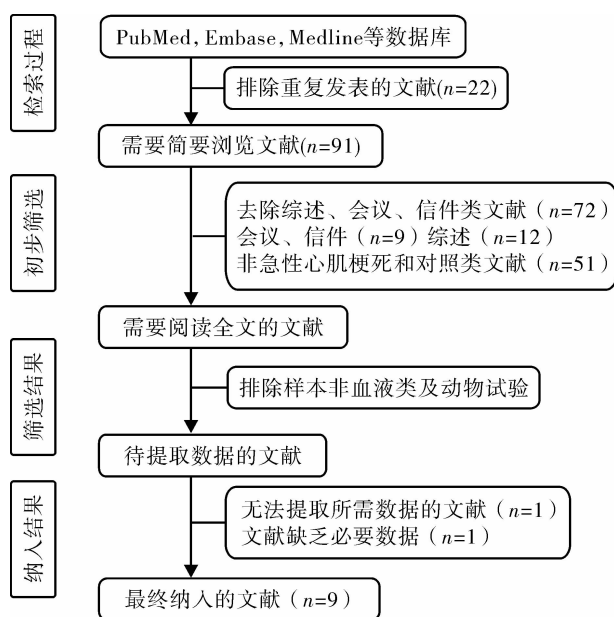 检索过程
PubMed, Embase, Medline等数据库
排除重复发表的文献(n=22)
需要简要浏览文献(n=91)
初步筛选
去除综述、会议、信件类文献（n=72）
会议、信件（n=9）综述（n=12）
非急性心肌梗死和对照类文献（n=51）
需要阅读全文的文献
筛选结果
排除样本非血液类及动物试验
待提取数据的文献
纳入结果
无法提取所需数据的文献（n=1）
文献缺乏必要数据（n=1）
最终纳入的文献（n=9）